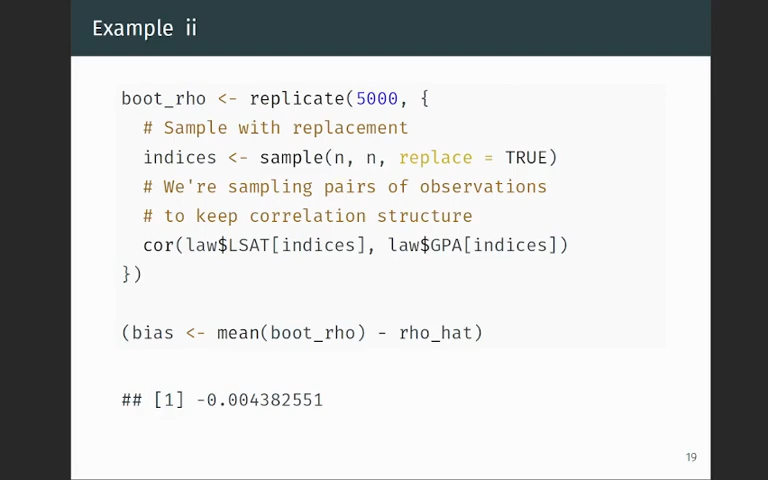 Example ii
boot_rho <- replicate(5000, {
# Sample with replacement
indices <- sample(n, n, replace = TRUE)
# We're sampling pairs of observations
# to keep correlation structure
cor(law$LSAT[indices], law$GPA[indices])
})
(bias <- mean(boot_rho) - rho_hat)
## [1] -0.004382551
19